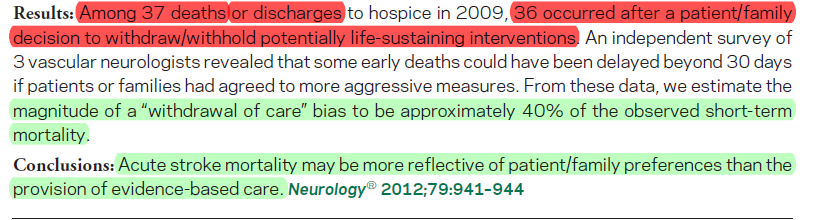 Results: Among 37 deaths or discharges to hospice in 2009, 36 occurred after a patient/family
decision to withdraw/withhold potentially life-sustaining interventions. An independent survey of
3 vascular neurologists revealed that some early deaths could have been delayed beyond 30 days
if patients or families had agreed to more aggressive measures. From these data, we estimate the
magnitude of a “withdrawal of care” bias to be approximately 40% of the observed short-term
mortality.
Conclusions: Acute stroke mortality may be more reflective of patient/family preferences than the
provision of evidence-based care. Neurology® 2012;79:941–944